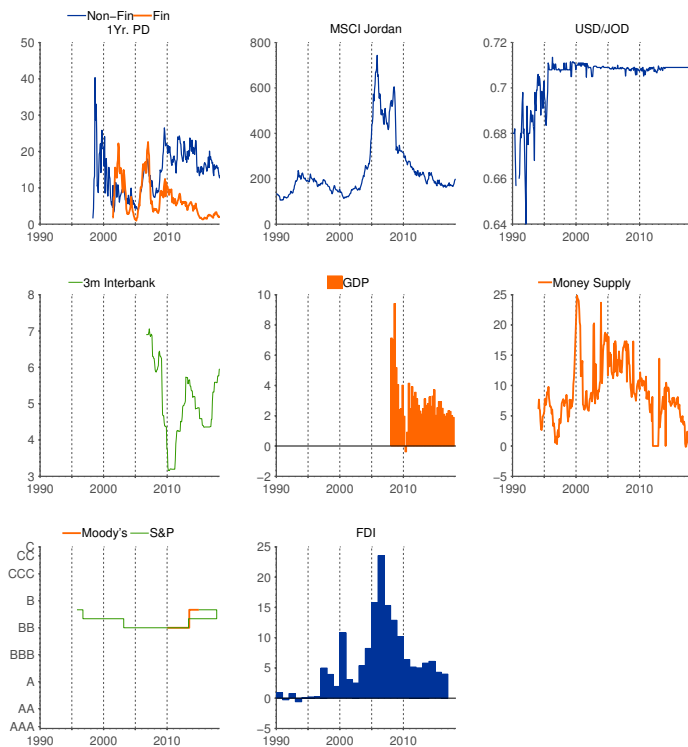 Non−Fin Fin
1Yr. PD
50
40
30
20
10
0
1990 2000 2010
MSCI Jordan
800
600
400
200
0
1990 2000 2010
USD/JOD
0.72
0.7
0.68
0.66
0.64
1990 2000 2010
3m Interbank
8
7
6
5
4
3
1990 2000 2010
GDP
10
8
6
4
2
0
−2
1990 2000 2010
Money Supply
25
20
15
10
5
0
−5
1990 2000 2010
Moody's S&P
C
CC
CCC
B
BB
BBB
A
AA
AAA
1990 2000 2010
FDI
25
20
15
10
5
0
−5
1990 2000 2010